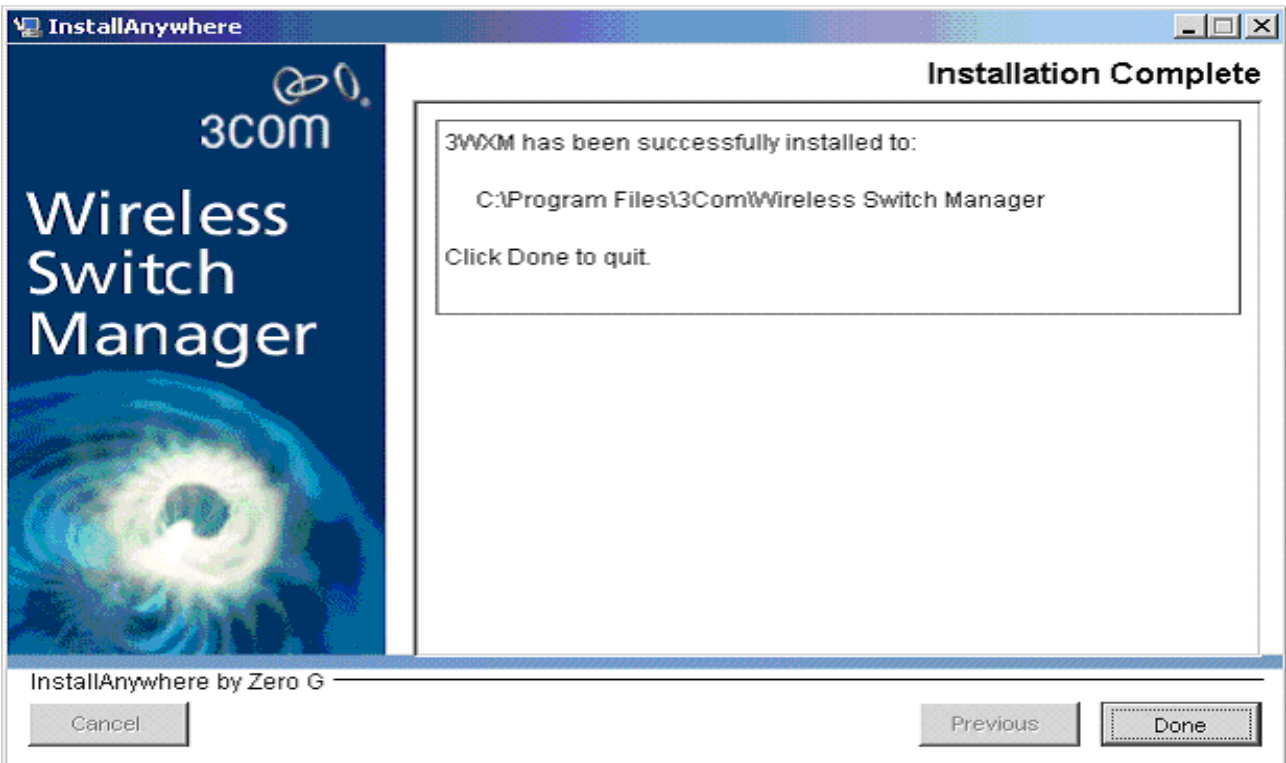 InstallAnywhere
3COM
Wireless
Switch
Manager
Installation Complete
3WXM has been successfully installed to:
C:\Program Files\3Com\Wireless Switch Manager
Click Done to quit.
InstallAnywhere by Zero G
Cancel
Previous
Done